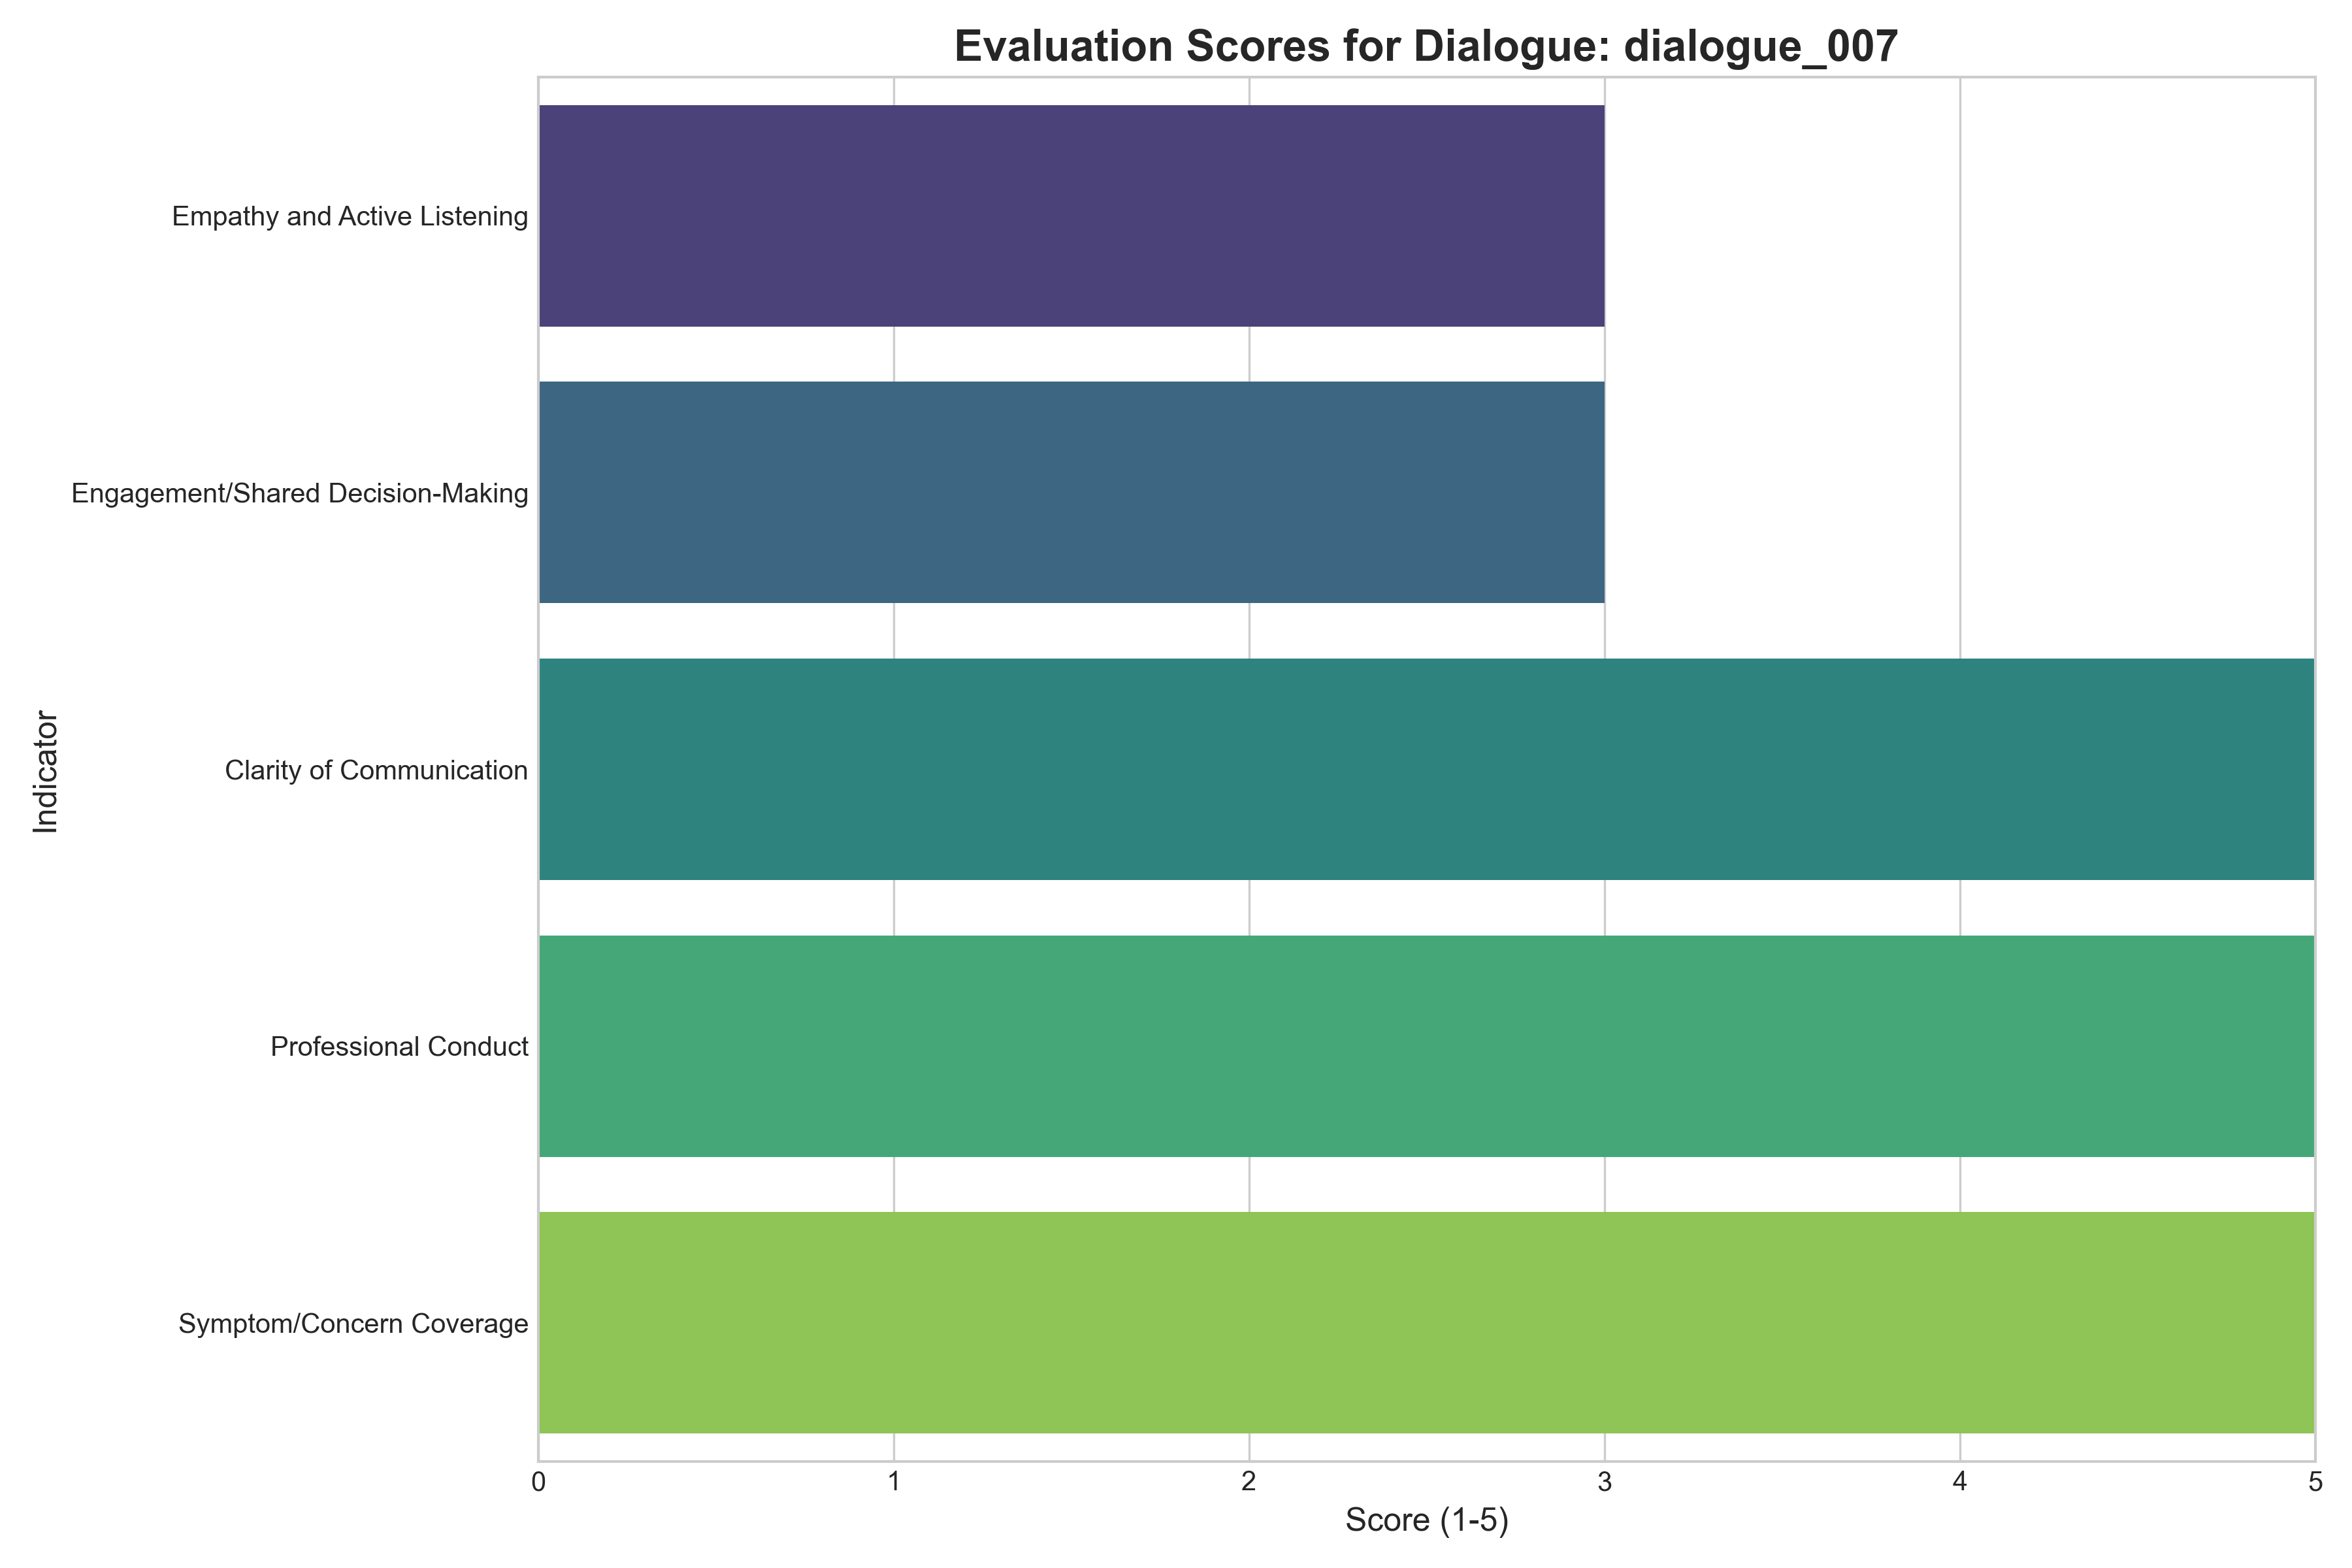 Evaluation Scores for Dialogue: dialogue_007
Empathy and Active Listening
Engagement/Shared Decision-Making
Clarity of Communication
Professional Conduct
Symptom/Concern Coverage
Indicator
0 1 2 3 4 5
Score (1-5)